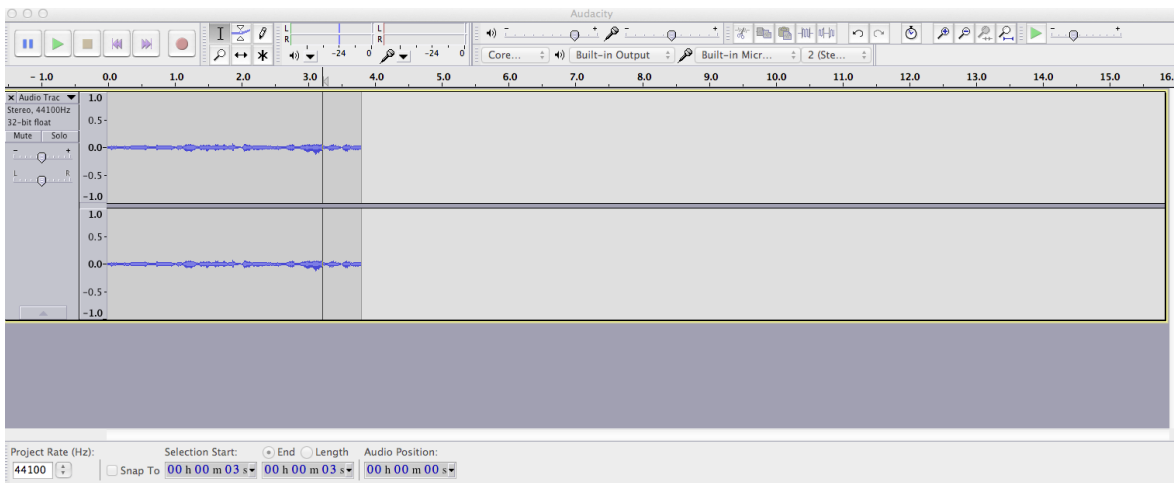 Audacity
L
R
L
R
-24 0 -24 0
Core... Built-in Output Built-in Micr... 2 (Ste...
- 1.0 0.0 1.0 2.0 3.0 4.0 5.0 6.0 7.0 8.0 9.0 10.0 11.0 12.0 13.0 14.0 15.0 16.
Audio Trac 1.0
Stereo, 44100Hz
32-bit float 0.5
Mute Solo
- + 0.0
L R -0.5
-1.0
1.0
0.5
0.0
-0.5
-1.0
Project Rate (Hz): Selection Start: End Length Audio Position:
44100 Snap To 00 h 00 m 03 s 00 h 00 m 03 s 00 h 00 m 00 s